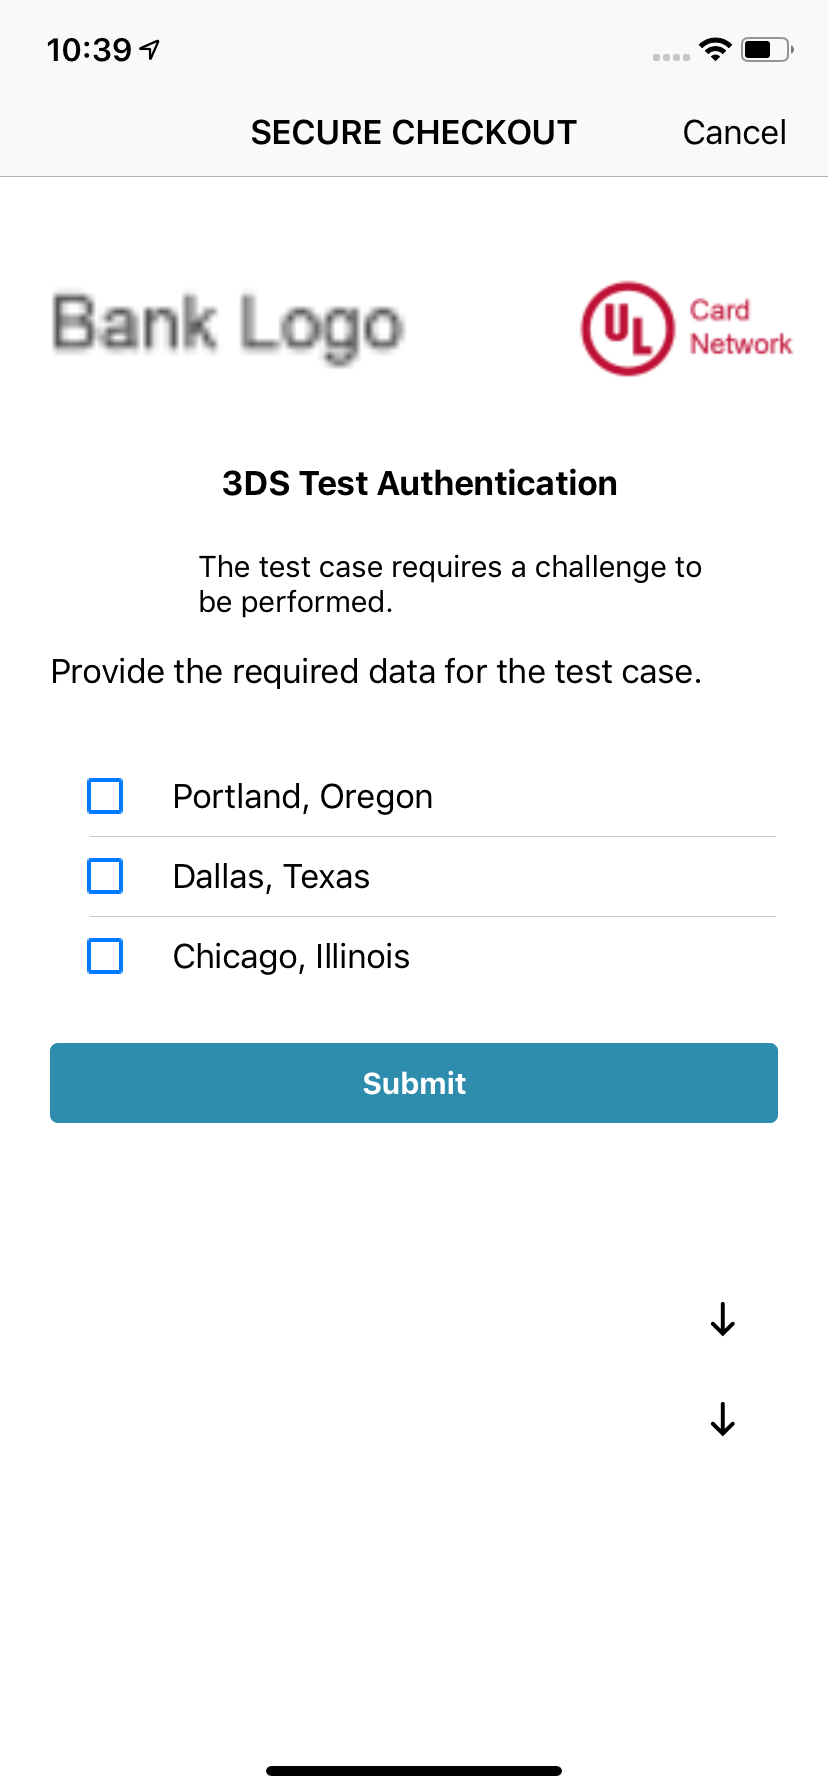 10:39
SECURE CHECKOUT
Cancel
Bank Logo
UL
Card
Network
3DS Test Authentication
The test case requires a challenge to
be performed.
Provide the required data for the test case.
Portland, Oregon
Dallas, Texas
Chicago, Illinois
Submit